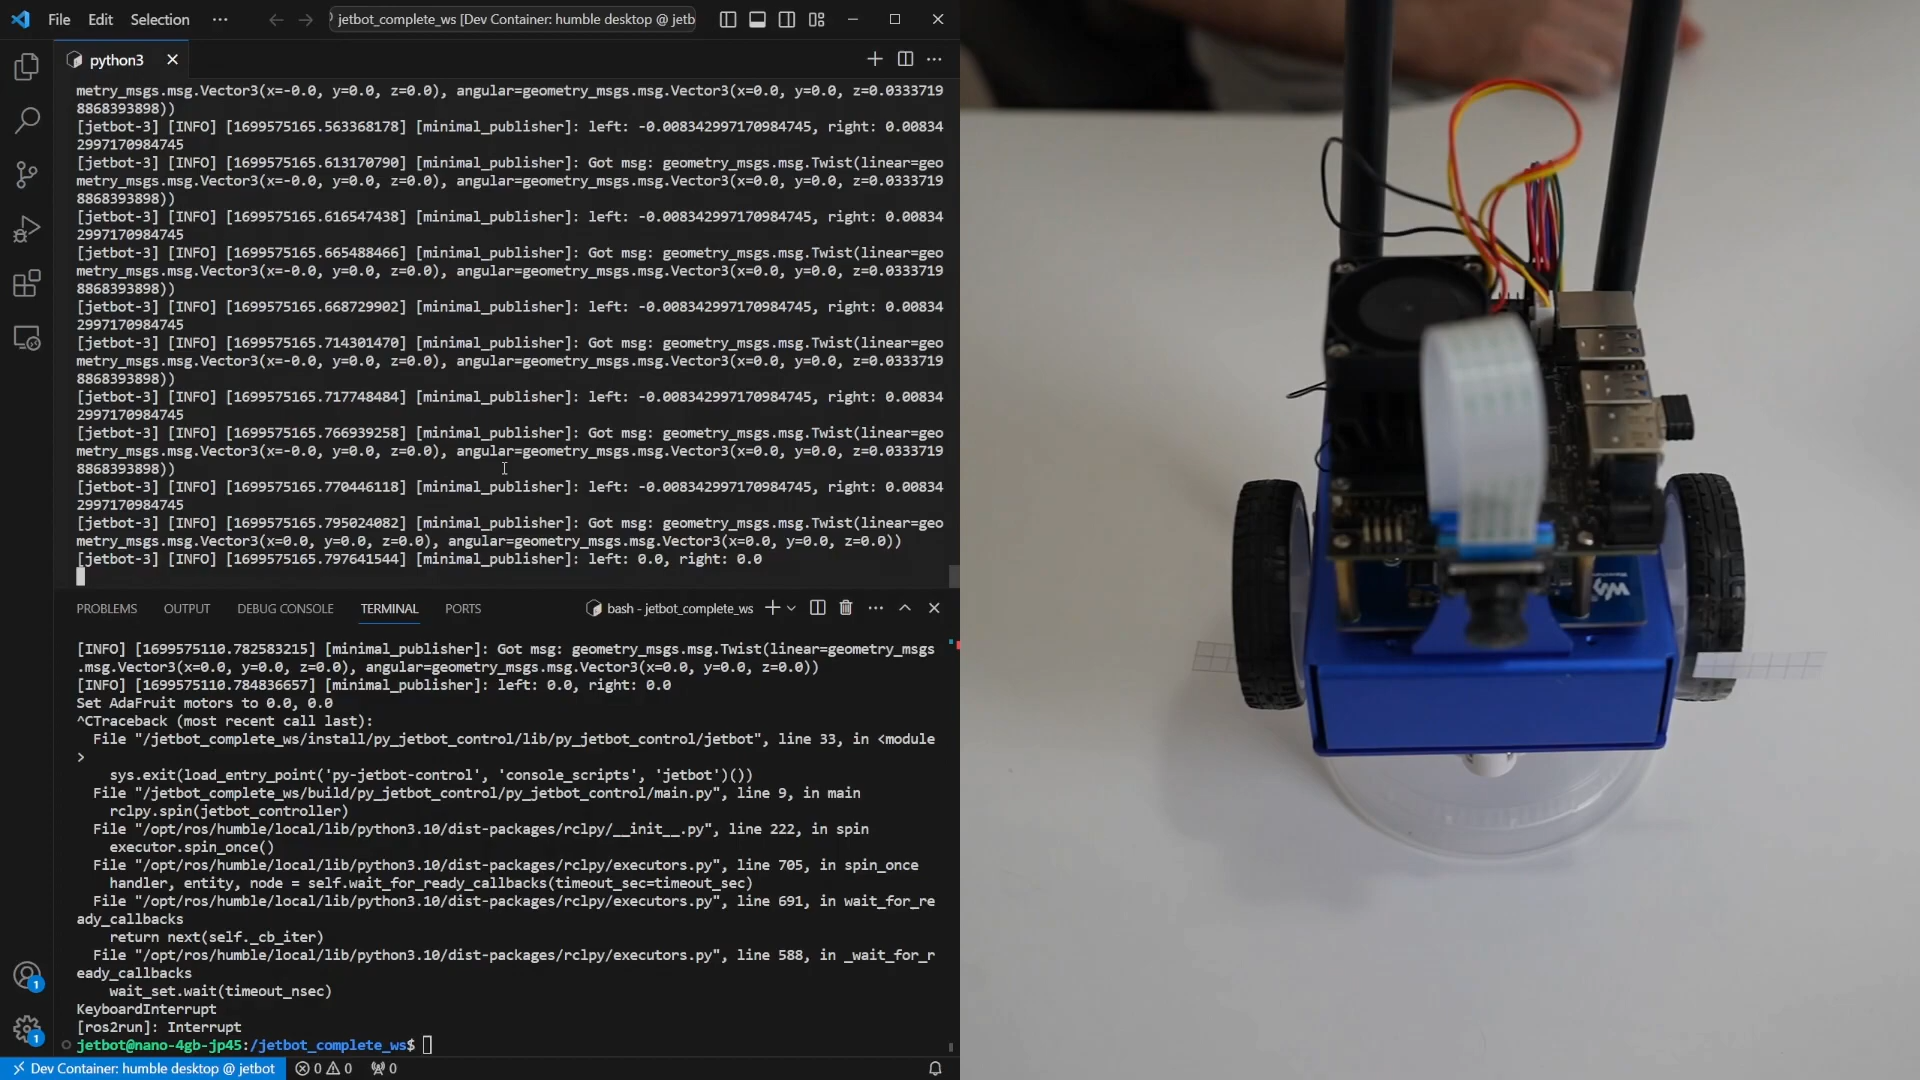 File Edit Selection ···
jetbot_complete_ws [Dev Container: humble desktop @ jetb
python3
metry_msgs.msg.Vector3(x=-0.0, y=0.0, z=0.0), angular=geometry_msgs.msg.Vector3(x=0.0, y=0.0, z=0.0333719
8868393898))
[jetbot-3] [INFO] [1699575165.563368178] [minimal_publisher]: left: -0.008342997170984745, right: 0.00834
2997170984745
[jetbot-3] [INFO] [1699575165.613170790] [minimal_publisher]: Got msg: geometry_msgs.msg.Twist(linear=geo
metry_msgs.msg.Vector3(x=-0.0, y=0.0, z=0.0), angular=geometry_msgs.msg.Vector3(x=0.0, y=0.0, z=0.0333719
8868393898))
[jetbot-3] [INFO] [1699575165.616547438] [minimal_publisher]: left: -0.008342997170984745, right: 0.00834
2997170984745
[jetbot-3] [INFO] [1699575165.665488466] [minimal_publisher]: Got msg: geometry_msgs.msg.Twist(linear=geo
metry_msgs.msg.Vector3(x=-0.0, y=0.0, z=0.0), angular=geometry_msgs.msg.Vector3(x=0.0, y=0.0, z=0.0333719
8868393898))
[jetbot-3] [INFO] [1699575165.668729902] [minimal_publisher]: left: -0.008342997170984745, right: 0.00834
2997170984745
[jetbot-3] [INFO] [1699575165.714301470] [minimal_publisher]: Got msg: geometry_msgs.msg.Twist(linear=geo
metry_msgs.msg.Vector3(x=-0.0, y=0.0, z=0.0), angular=geometry_msgs.msg.Vector3(x=0.0, y=0.0, z=0.0333719
8868393898))
[jetbot-3] [INFO] [1699575165.717748484] [minimal_publisher]: left: -0.008342997170984745, right: 0.00834
2997170984745
[jetbot-3] [INFO] [1699575165.766939258] [minimal_publisher]: Got msg: geometry_msgs.msg.Twist(linear=geo
metry_msgs.msg.Vector3(x=-0.0, y=0.0, z=0.0), angular=geometry_msgs.msg.Vector3(x=0.0, y=0.0, z=0.0333719
8868393898))
[jetbot-3] [INFO] [1699575165.770446118] [minimal_publisher]: left: -0.008342997170984745, right: 0.00834
2997170984745
[jetbot-3] [INFO] [1699575165.795024082] [minimal_publisher]: Got msg: geometry_msgs.msg.Twist(linear=geo
metry_msgs.msg.Vector3(x=0.0, y=0.0, z=0.0), angular=geometry_msgs.msg.Vector3(x=0.0, y=0.0, z=0.0))
[jetbot-3] [INFO] [1699575165.797641544] [minimal_publisher]: left: 0.0, right: 0.0
PROBLEMS OUTPUT DEBUG CONSOLE TERMINAL PORTS bash - jetbot_complete_ws
[INFO] [1699575110.782583215] [minimal_publisher]: Got msg: geometry_msgs.msg.Twist(linear=geometry_msgs
.msg.Vector3(x=0.0, y=0.0, z=0.0), angular=geometry_msgs.msg.Vector3(x=0.0, y=0.0, z=0.0))
[INFO] [1699575110.784836657] [minimal_publisher]: left: 0.0, right: 0.0
Set AdaFruit motors to 0.0, 0.0
^CTraceback (most recent call last):
File "/jetbot_complete_ws/install/py_jetbot_control/lib/py_jetbot_control/jetbot", line 33, in <module
>
sys.exit(load_entry_point('py-jetbot-control', 'console_scripts', 'jetbot')())
File "/jetbot_complete_ws/build/py_jetbot_control/py_jetbot_control/main.py", line 9, in main
rclpy.spin(jetbot_controller)
File "/opt/ros/humble/local/lib/python3.10/dist-packages/rclpy/__init__.py", line 222, in spin
executor.spin_once()
File "/opt/ros/humble/local/lib/python3.10/dist-packages/rclpy/executors.py", line 705, in spin_once
handler, entity, node = self.wait_for_ready_callbacks(timeout_sec=timeout_sec)
File "/opt/ros/humble/local/lib/python3.10/dist-packages/rclpy/executors.py", line 691, in wait_for_re
ady_callbacks
return next(self._cb_iter)
File "/opt/ros/humble/local/lib/python3.10/dist-packages/rclpy/executors.py", line 588, in _wait_for_r
eady_callbacks
wait_set.wait(timeout_nsec)
KeyboardInterrupt
[ros2run]: Interrupt
jetbot@nano-4gb-jp45:/jetbot_complete_ws$
1
1
Dev Container: humble desktop @ jetbot 0 0 0